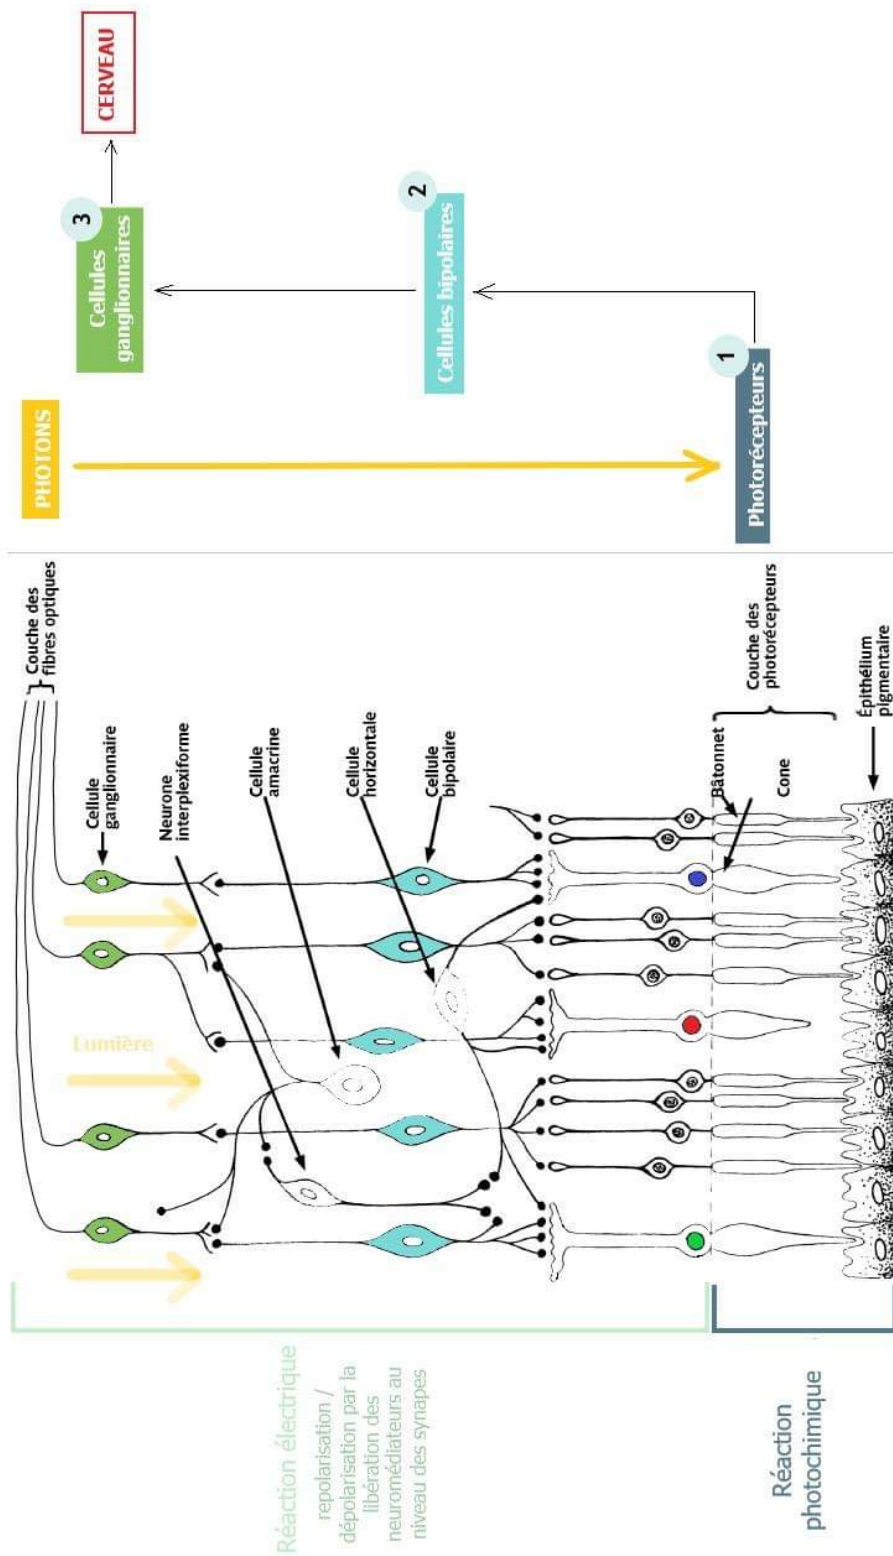 Réaction électrique
repolarisation /
dépolarisation par la
libération des
neuromédiateurs au
niveau des synapes
Réaction
photochimique
Lumière
Couche des
fibres optiques
Cellule
ganglionnaire
Neurone
interplexiforme
Cellule
amacrine
Cellule
horizontale
Cellule
bipolaire
Bâtonnet
Cone
Couche des
photorécepteurs
Épithélium
pigmentaire
PHOTONS
Cellules
ganglionnaires
3
CERVEAU
Cellules bipolaires
2
Photorécepteurs
1